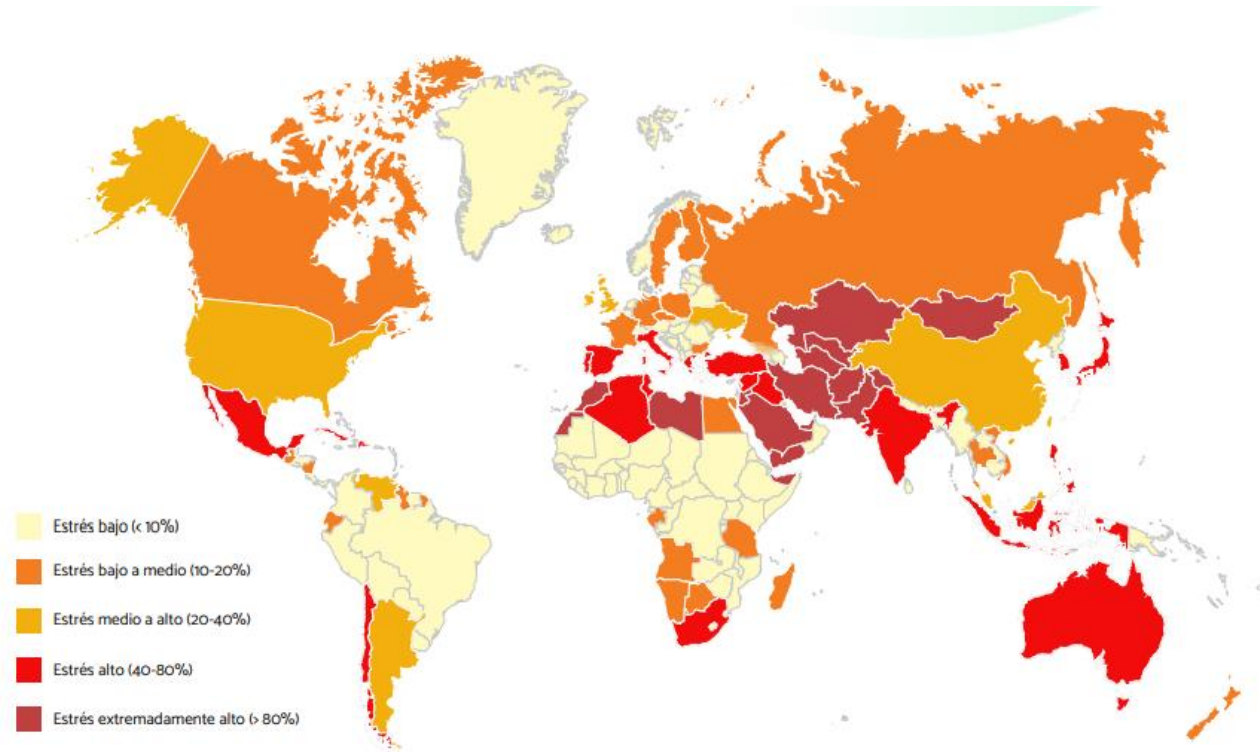 Estrés bajo (< 10%)
Estrés bajo a medio (10-20%)
Estrés medio a alto (20-40%)
Estrés alto (40-80%)
Estrés extremadamente alto (> 80%)